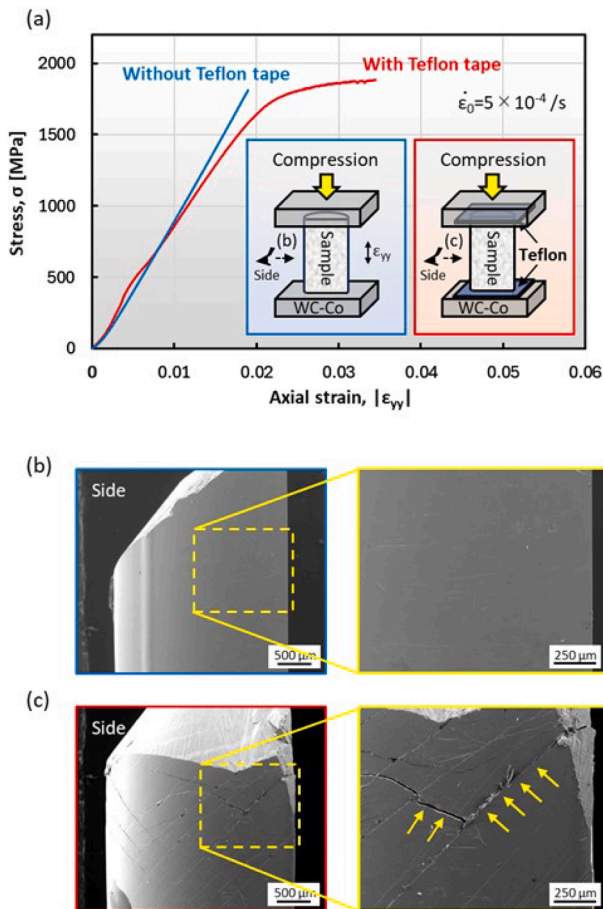 (a)
2000
1500
1000
500
0
Stress, σ [MPa]
Without Teflon tape
With Teflon tape
ε̇₀=5 × 10⁻⁴ /s
Compression
(b)
Side
Sample
εyy
WC-Co
Compression
(c)
Side
Sample
Teflon
WC-Co
0 0.01 0.02 0.03 0.04 0.05 0.06
Axial strain, |εyy|
(b)
Side
500 μm
250 μm
(c)
Side
500 μm
250 μm